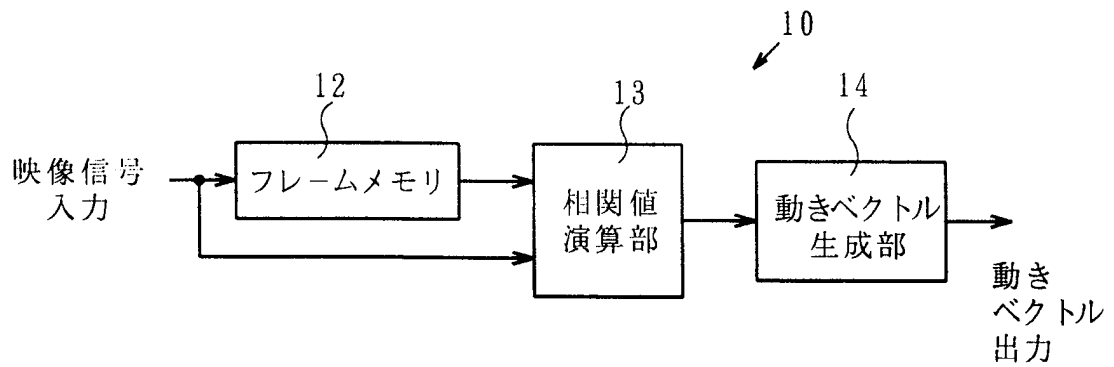 10
12
13
14
映像信号
入力
フレームメモリ
相関値
演算部
動きベクトル
生成部
動き
ベクトル
出力